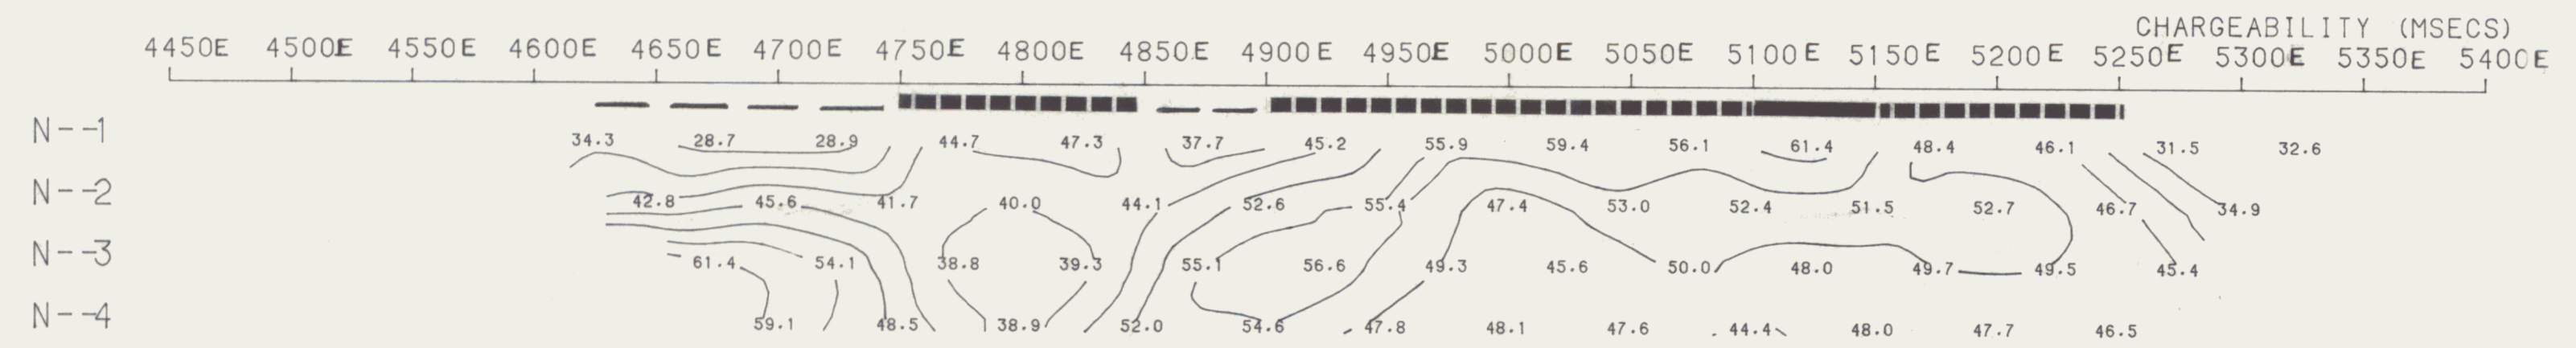 CHARGEABILITY (MSECS)
4450E 4500E 4550E 4600E 4650E 4700E 4750E 4800E 4850E 4900E 4950E 5000E 5050E 5100E 5150E 5200E 5250E 5300E 5350E 5400E
N--1 34.3 28.7 28.9 44.7 47.3 37.7 45.2 55.9 59.4 56.1 61.4 48.4 46.1 31.5 32.6
N--2 42.8 45.6 41.7 40.0 44.1 52.6 55.4 47.4 53.0 52.4 51.5 52.7 46.7 34.9
N--3 61.4 54.1 38.8 39.3 55.1 56.6 49.3 45.6 50.0 48.0 49.7 49.5 45.4
N--4 59.1 48.5 38.9 52.0 54.6 47.8 48.1 47.6 44.4 48.0 47.7 46.5